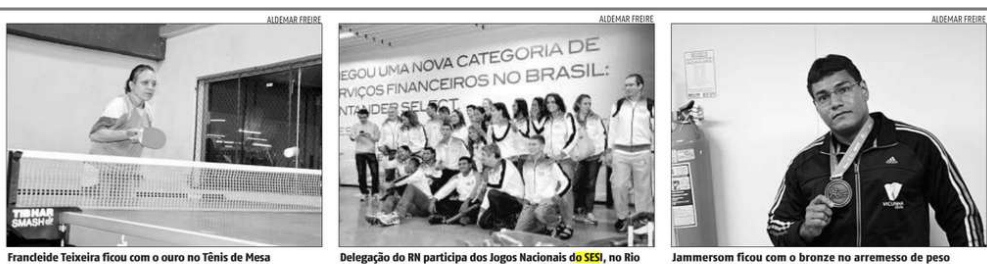 ALDEMAR FREIRE
ALDEMAR FREIRE
ALDEMAR FREIRE
EGOU UMA NOVA CATEGORIA DE
RVIÇOS FINANCEIROS NO BRASIL:
NTANDER SELECT.
TIBHAR
SMASH
VICUNHA
Francleide Teixeira ficou com o ouro no Tênis de Mesa
Delegação do RN participa dos Jogos Nacionais do SESI, no Rio
Jammersom ficou com o bronze no arremesso de peso